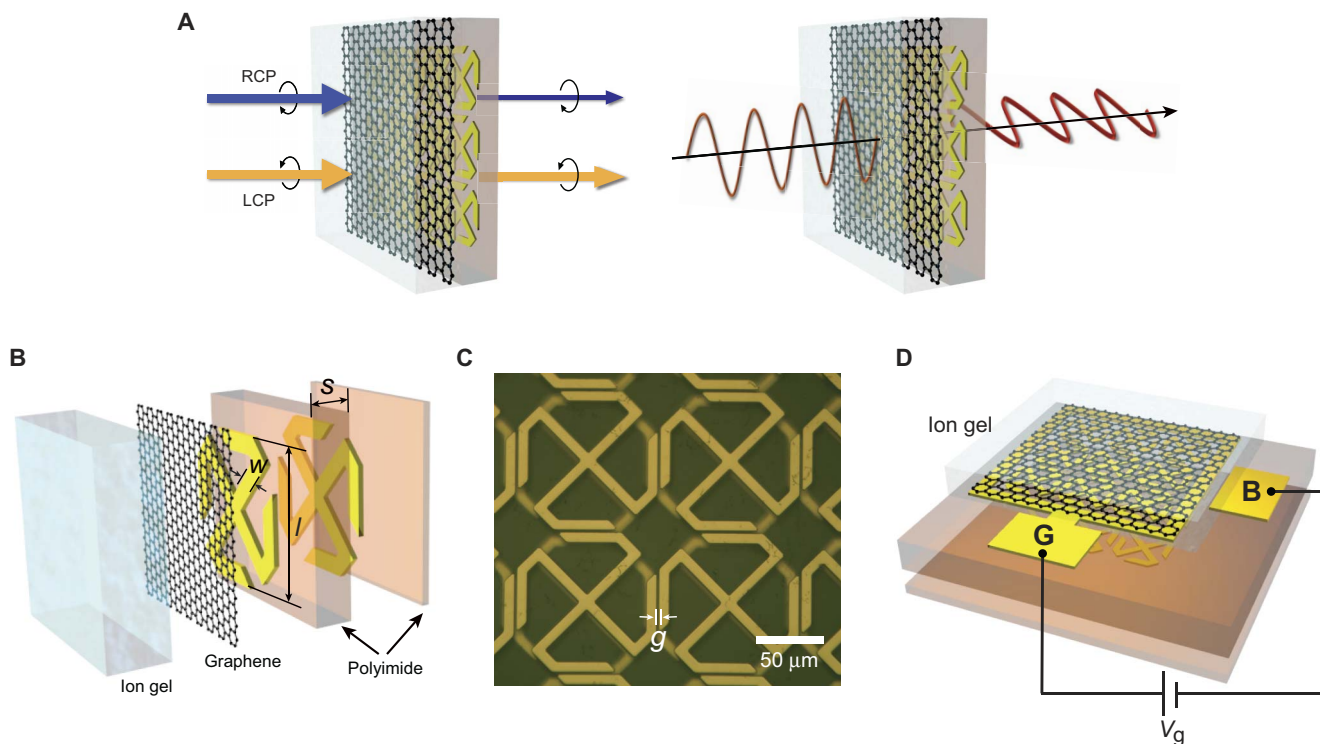 A
RCP
LCP
B
S
w
l
Graphene
Ion gel
Polyimide
C
g
50 μm
D
Ion gel
B
G
Vg